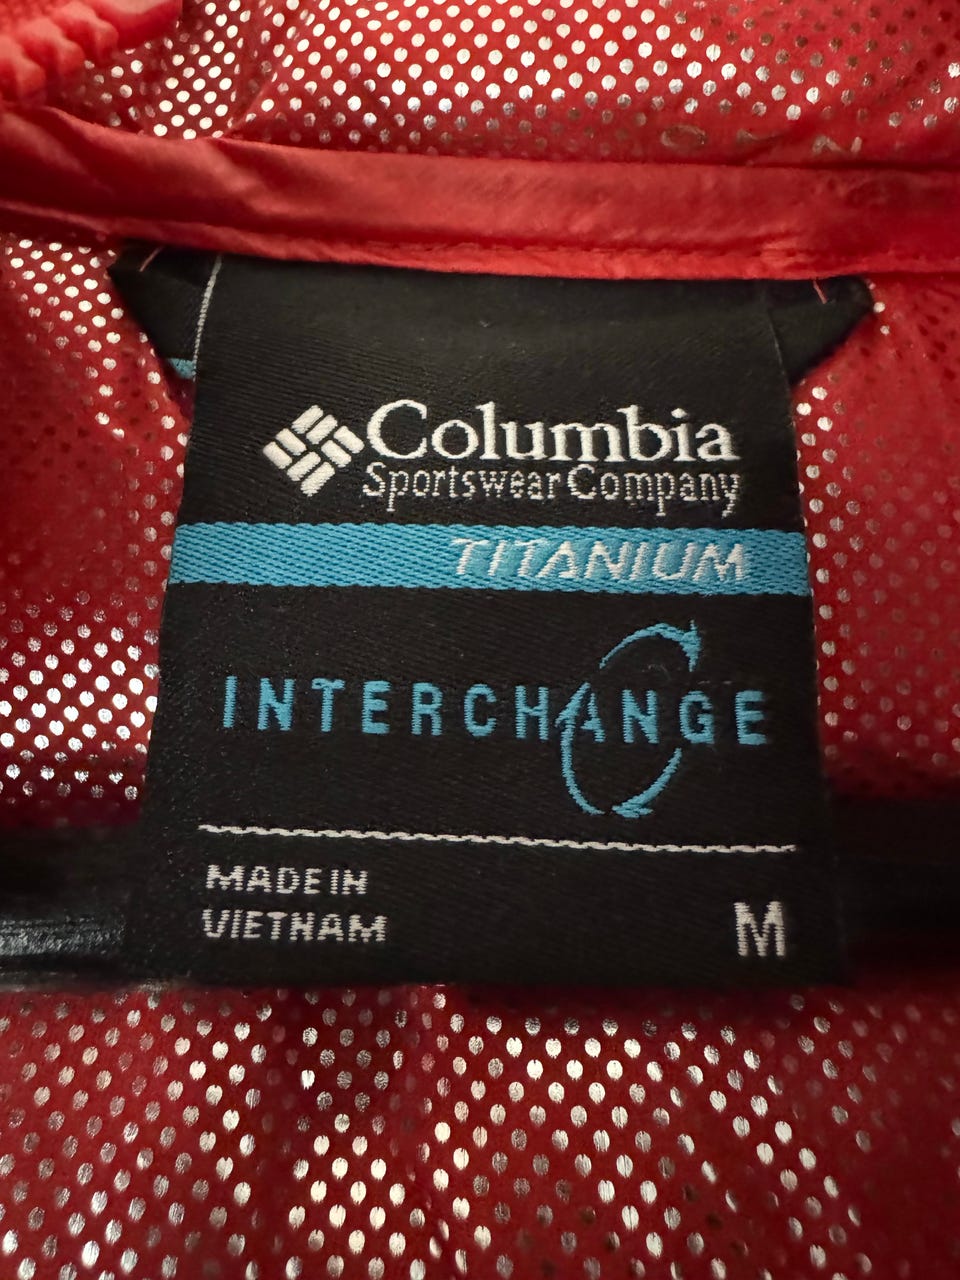 Columbia
Sportswear Company
TITANIUM
INTERCHANGE
MADE IN
VIETNAM
M